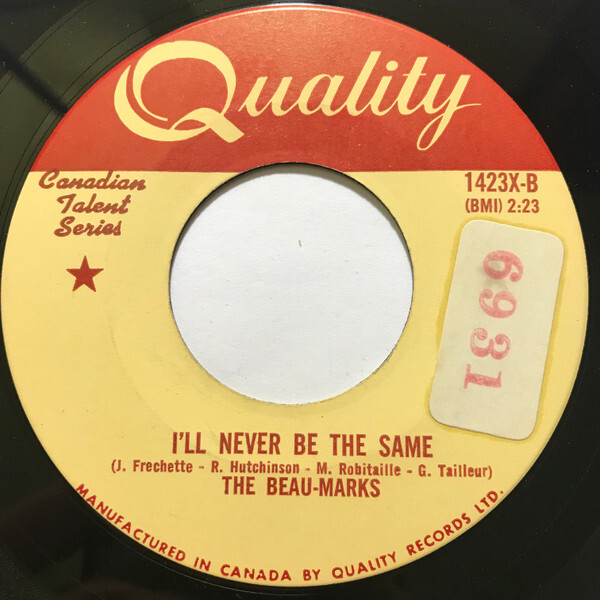 Quality
Canadian
Talent
Series
1423X-B
(BMI) 2:23
6931
I'LL NEVER BE THE SAME
(J. Frechette - R. Hutchinson - M. Robitaille - G. Tailleur)
THE BEAU-MARKS
MANUFACTURED IN CANADA BY QUALITY RECORDS LTD.